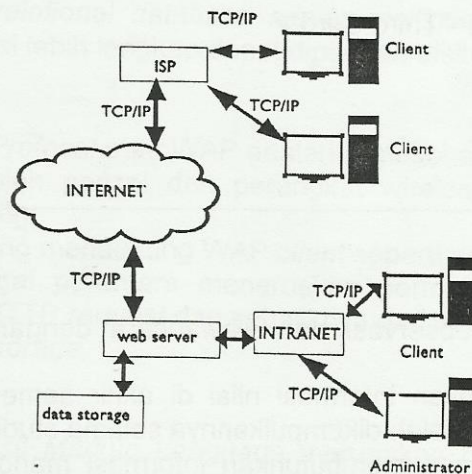 TCP/IP
ISP
Client
TCP/IP
TCP/IP
Client
INTERNET
TCP/IP
TCP/IP
web server
INTRANET
Client
TCP/IP
data storage
Administrator